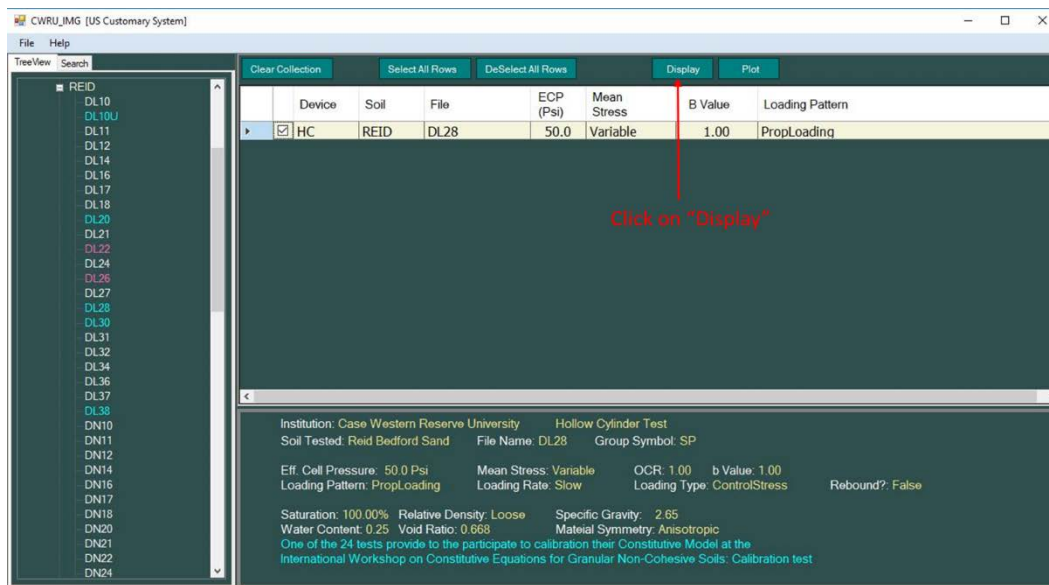 CWRU_IMG [US Customary System]
File Help
TreeView Search
REID
DL10
DL10U
DL11
DL12
DL14
DL16
DL17
DL18
DL20
DL21
DL22
DL24
DL26
DL27
DL28
DL30
DL31
DL32
DL34
DL36
DL37
DL38
DN10
DN11
DN12
DN14
DN16
DN17
DN18
DN20
DN21
DN22
DN24
Clear Collection Select All Rows DeSelect All Rows Display Plot
Device Soil File ECP (Psi) Mean Stress B Value Loading Pattern
HC REID DL28 50.0 Variable 1.00 PropLoading
Click on "Display"
Institution: Case Western Reserve University Hollow Cylinder Test
Soil Tested: Reid Bedford Sand File Name: DL28 Group Symbol: SP
Eff. Cell Pressure: 50.0 Psi Mean Stress: Variable OCR: 1.00 b Value: 1.00
Loading Pattern: PropLoading Loading Rate: Slow Loading Type: ControlStress Rebound?: False
Saturation: 100.00% Relative Density: Loose Specific Gravity: 2.65
Water Content: 0.25 Void Ratio: 0.668 Mateial Symmetry: Anisotropic
One of the 24 tests provide to the participate to calibration their Constitutive Model at the
International Workshop on Constitutive Equations for Granular Non-Cohesive Soils: Calibration test